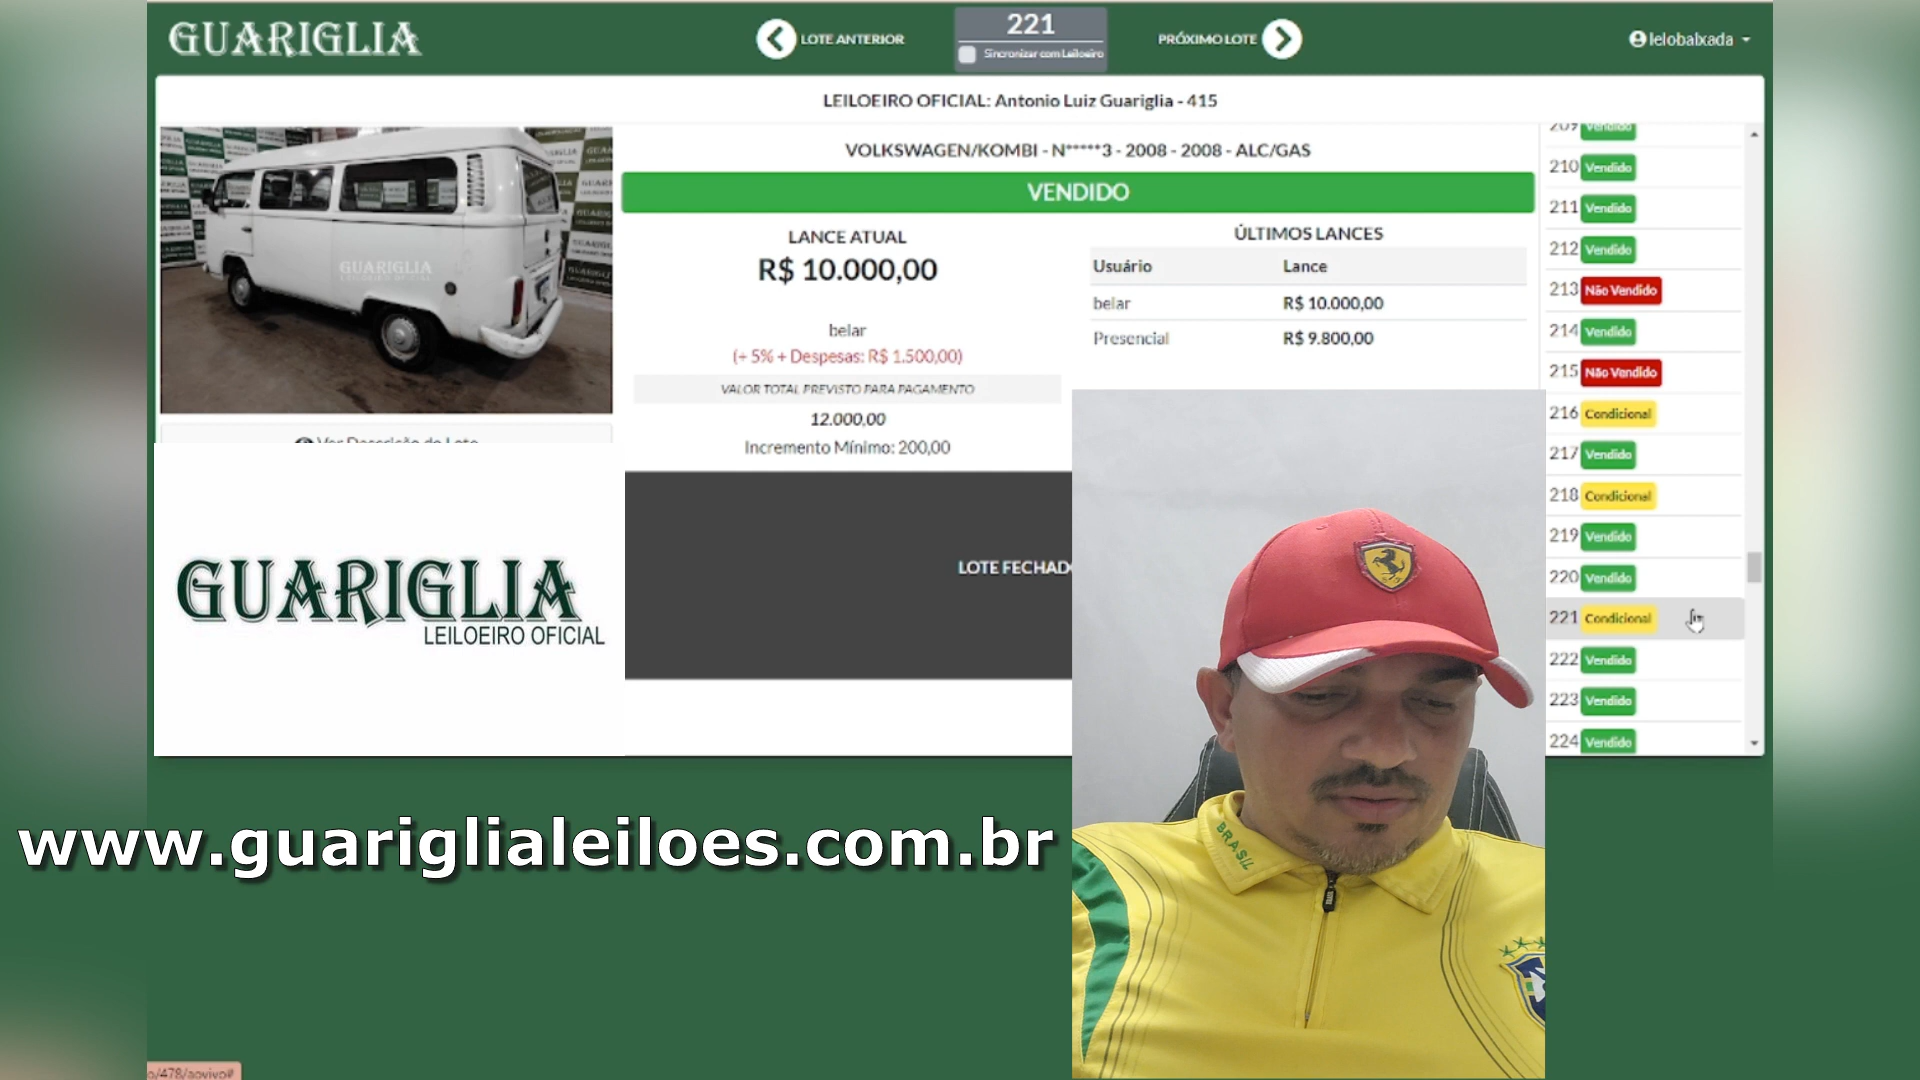 GUARIGLIA
LOTE ANTERIOR
221
Sincronizar com Leiloeiro
PRÓXIMO LOTE
lelobaixada
LEILOEIRO OFICIAL: Antonio Luiz Guariglia - 415
VOLKSWAGEN/KOMBI - N*****3 - 2008 - 2008 - ALC/GAS
VENDIDO
LANCE ATUAL
R$ 10.000,00
belar
(+ 5% + Despesas: R$ 1.500,00)
VALOR TOTAL PREVISTO PARA PAGAMENTO
12.000,00
Incremento Mínimo: 200,00
ÚLTIMOS LANCES
Usuário Lance
belar R$ 10.000,00
Presencial R$ 9.800,00
GUARIGLIA
LOTE FECHAD
209 Vendido
210 Vendido
211 Vendido
212 Vendido
213 Não Vendido
214 Vendido
215 Não Vendido
216 Condicional
217 Vendido
218 Condicional
219 Vendido
220 Vendido
221 Condicional
222 Vendido
223 Vendido
224 Vendido
GUARIGLIA
LEILOEIRO OFICIAL
www.guariglialeiloes.com.br
BRASIL
o/478/aovivo#